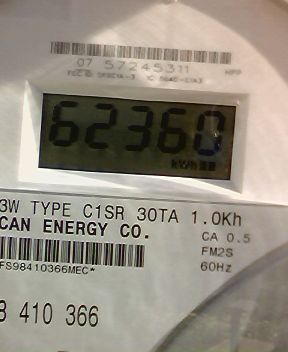 07 57245311
62360
kWh
3W TYPE C1SR 30TA 1.0Kh
CAN ENERGY CO.
CA 0.5
FM2S
60Hz
FS98410366MEC*
8 410 366